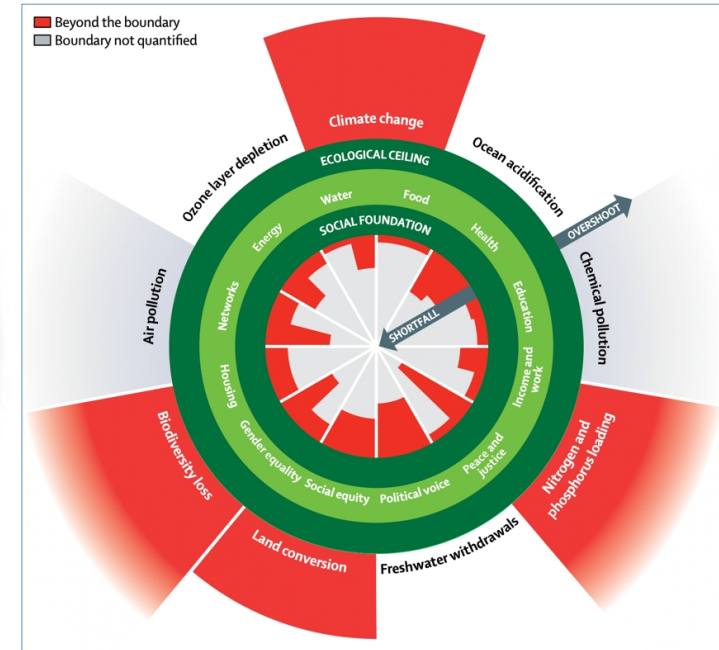 Beyond the boundary
Boundary not quantified
Climate change
ECOLOGICAL CEILING
Ozone layer depletion
Ocean acidification
Water
Food
SOCIAL FOUNDATION
Energy
Health
OVERSHOOT
Air pollution
Networks
SHORTFALL
Education
Chemical pollution
Housing
Income and
work
Biodiversity loss
Gender equality
Social equity
Political voice
Peace and
justice
Nitrogen and
phosphorus loading
Land conversion
Freshwater withdrawals